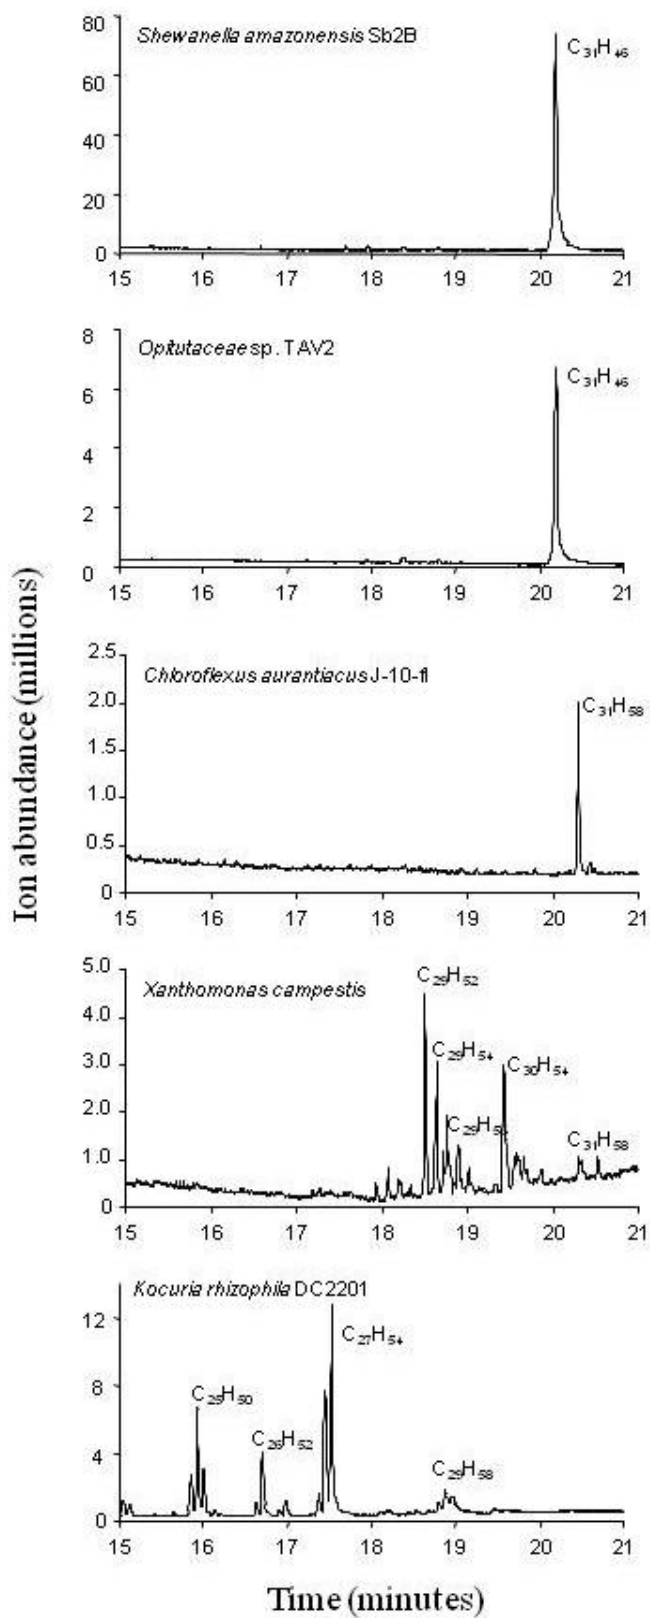 Ion abundance (millions)
80
60
40
20
0
Shewanella amazonensis Sb2B
C31H46
15 16 17 18 19 20 21
8
6
4
2
0
Opitutaceae sp. TAV2
C31H46
15 16 17 18 19 20 21
2.5
2.0
1.5
1.0
0.5
0
Chloroflexus aurantiacus J-10-fl
C31H58
15 16 17 18 19 20 21
5.0
4.0
3.0
2.0
1.0
0
Xanthomonas campestis
C29H52
C29H54
C30H54
C31H58
15 16 17 18 19 20 21
12
8
4
0
Kocuria rhizophila DC2201
C25H50
C26H52
C27H54
C29H58
15 16 17 18 19 20 21
Time (minutes)